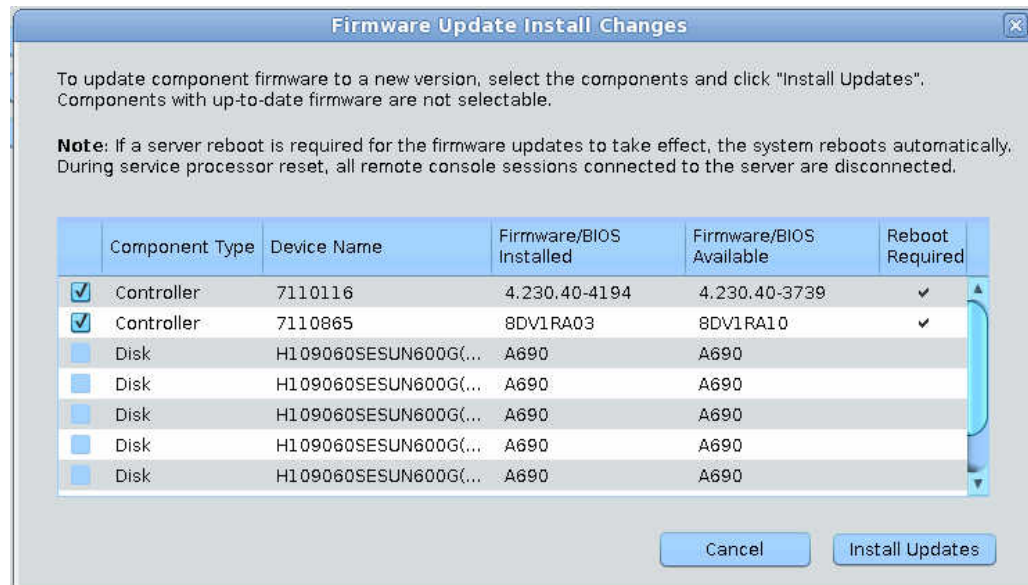 Firmware Update Install Changes
To update component firmware to a new version, select the components and click "Install Updates".
Components with up-to-date firmware are not selectable.
Note: If a server reboot is required for the firmware updates to take effect, the system reboots automatically.
During service processor reset, all remote console sessions connected to the server are disconnected.
Component Type Device Name Firmware/BIOS Installed Firmware/BIOS Available Reboot Required
Controller 7110116 4.230.40-4194 4.230.40-3739
Controller 7110865 8DV1RA03 8DV1RA10
Disk H109060SESUN600G(... A690 A690
Disk H109060SESUN600G(... A690 A690
Disk H109060SESUN600G(... A690 A690
Disk H109060SESUN600G(... A690 A690
Disk H109060SESUN600G(... A690 A690
Cancel Install Updates